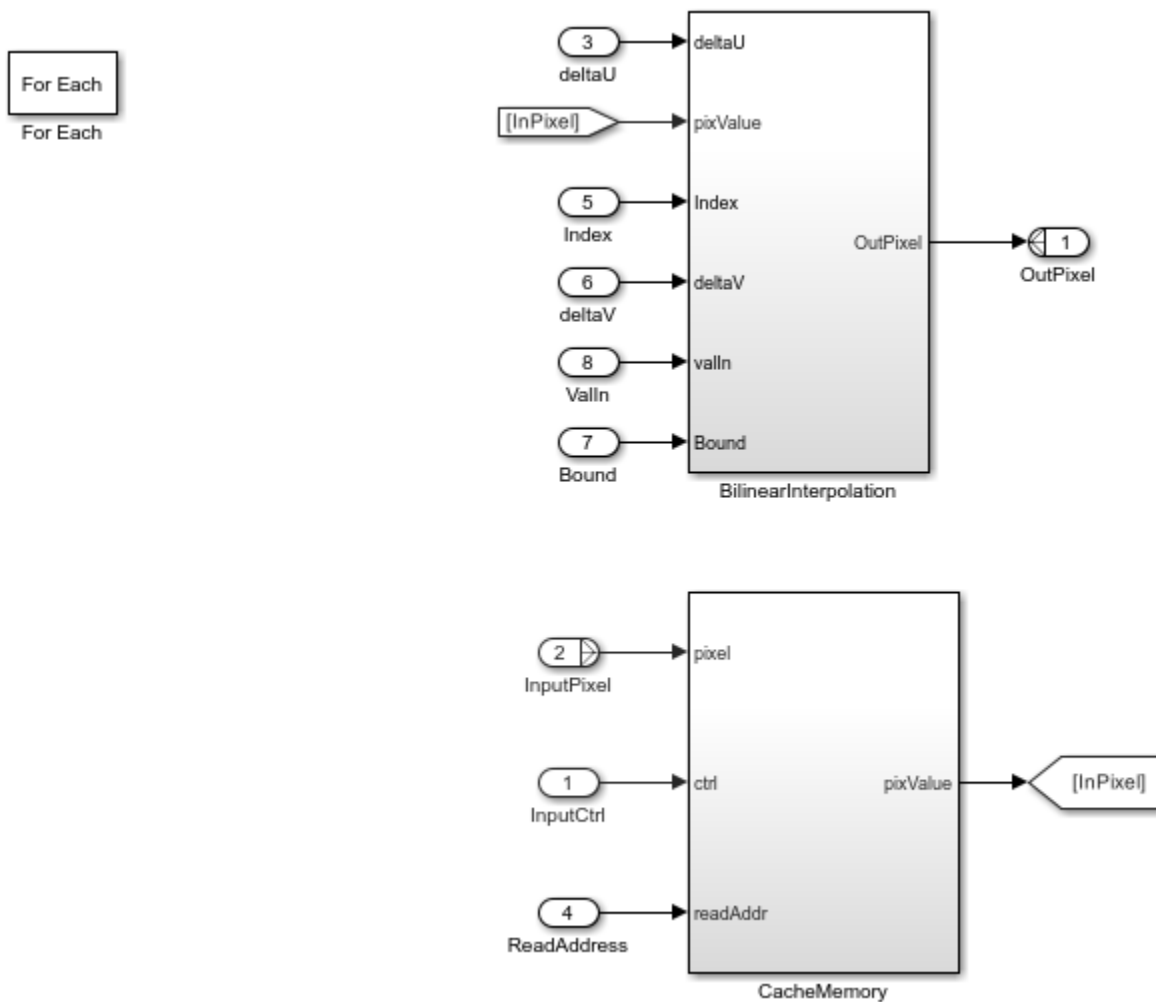 For Each
For Each
3
deltaU
deltaU
[InPixel]
pixValue
5
Index
Index
OutPixel
1
OutPixel
6
deltaV
deltaV
8
ValIn
valIn
7
Bound
Bound
BilinearInterpolation
2
InputPixel
pixel
1
InputCtrl
ctrl
pixValue
[InPixel]
4
ReadAddress
readAddr
CacheMemory